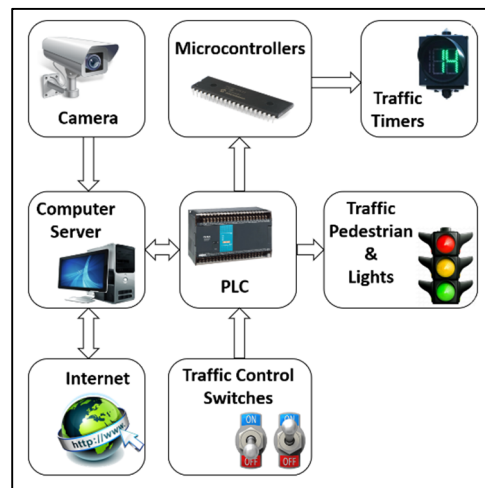 Camera
Microcontrollers
14
Traffic
Timers
Computer
Server
PLC
Traffic
Pedestrian
&
Lights
Internet
http://www.
Traffic Control
Switches
ON
ON
OFF
OFF